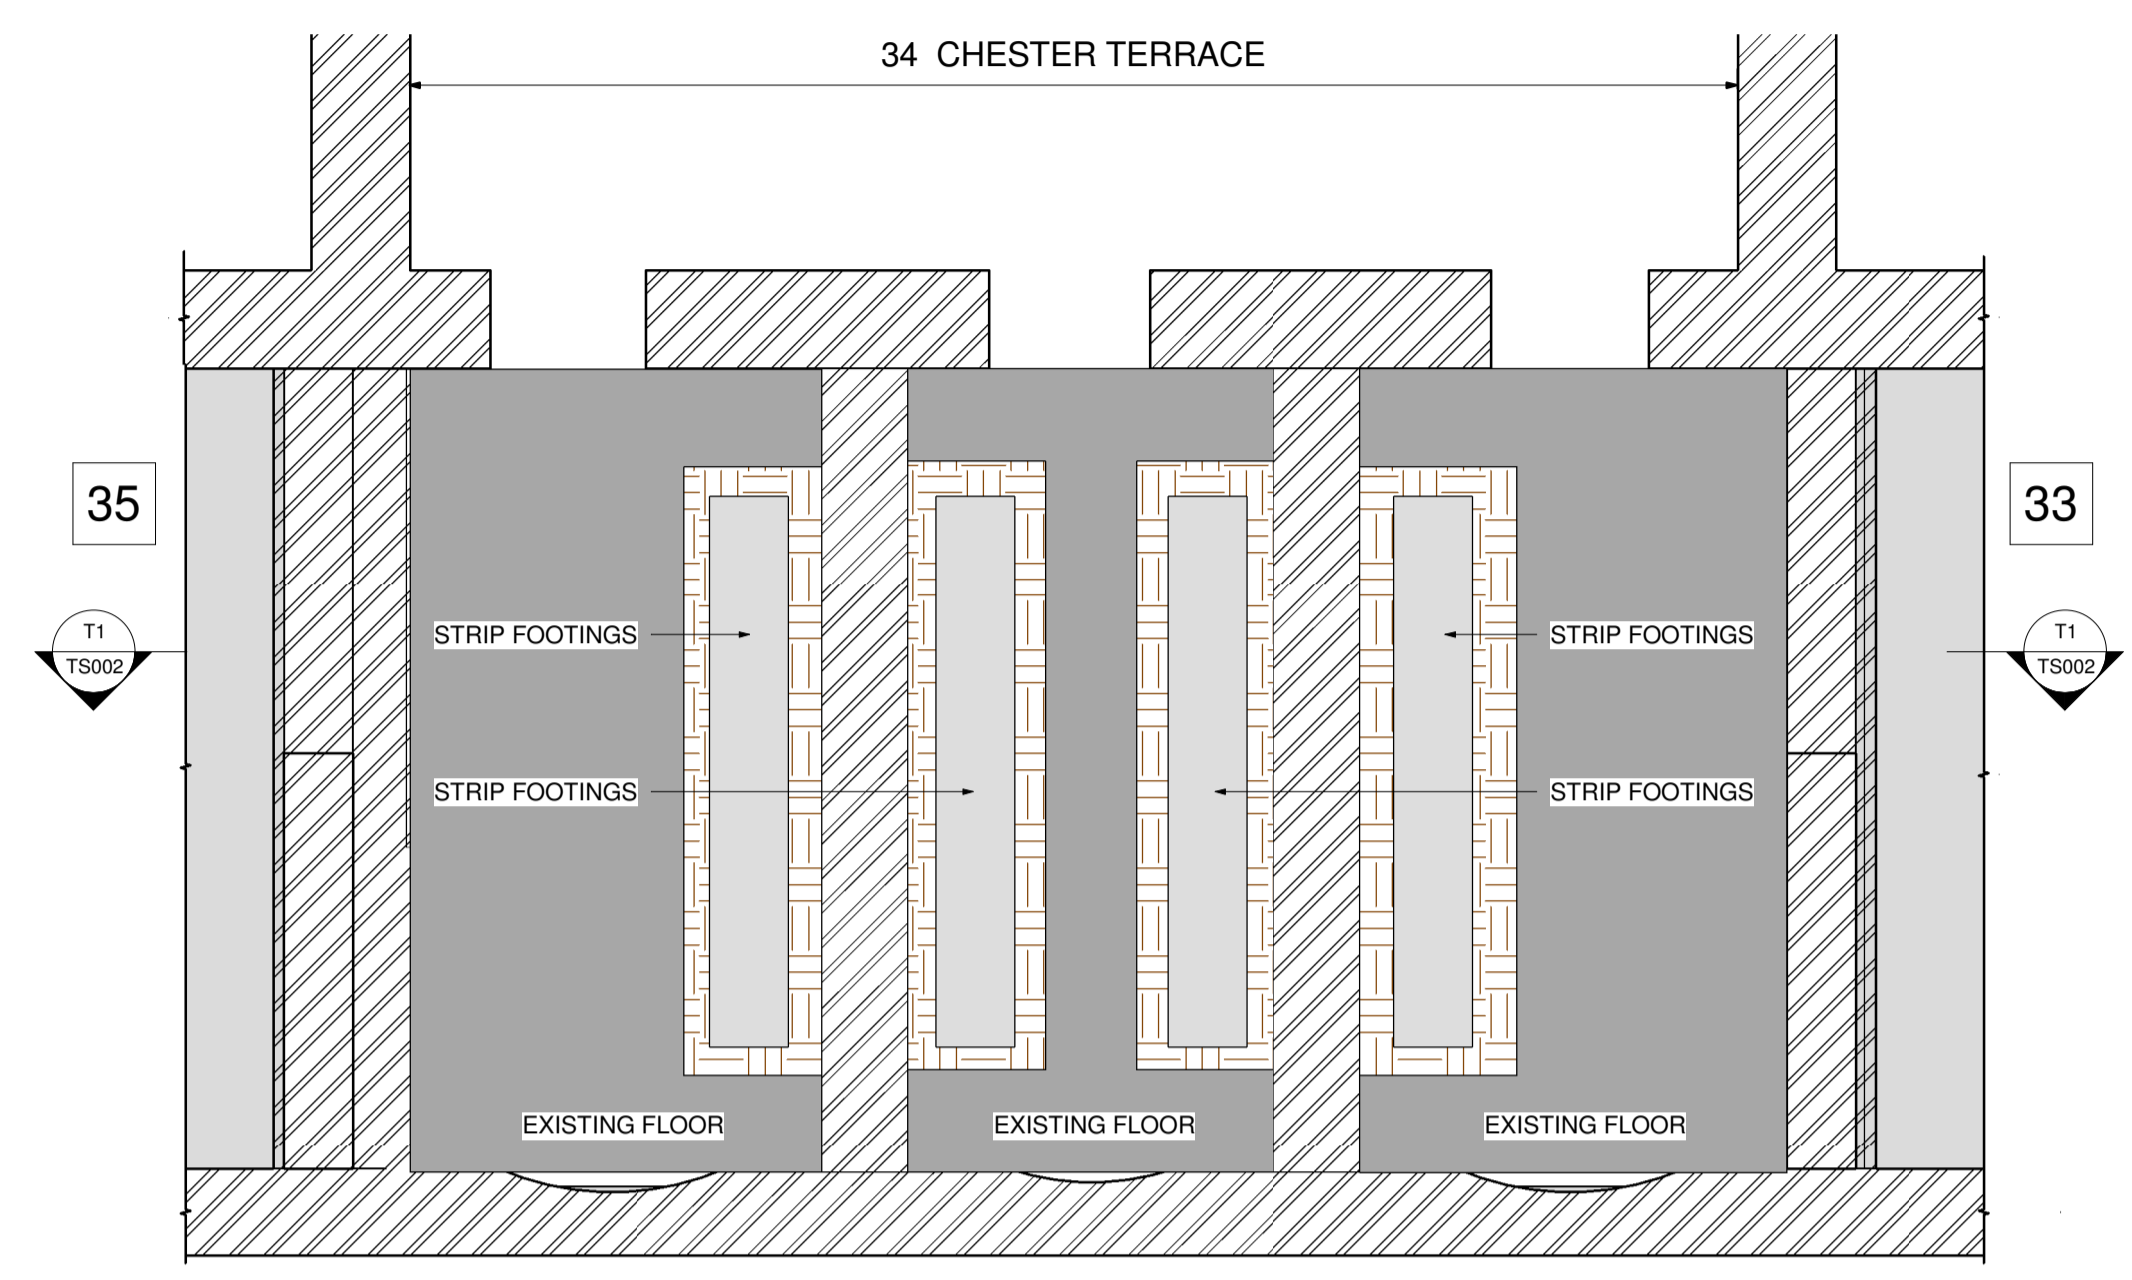 34 CHESTER TERRACE
35
33
T1
TS002
T1
TS002
STRIP FOOTINGS
STRIP FOOTINGS
STRIP FOOTINGS
STRIP FOOTINGS
EXISTING FLOOR
EXISTING FLOOR
EXISTING FLOOR